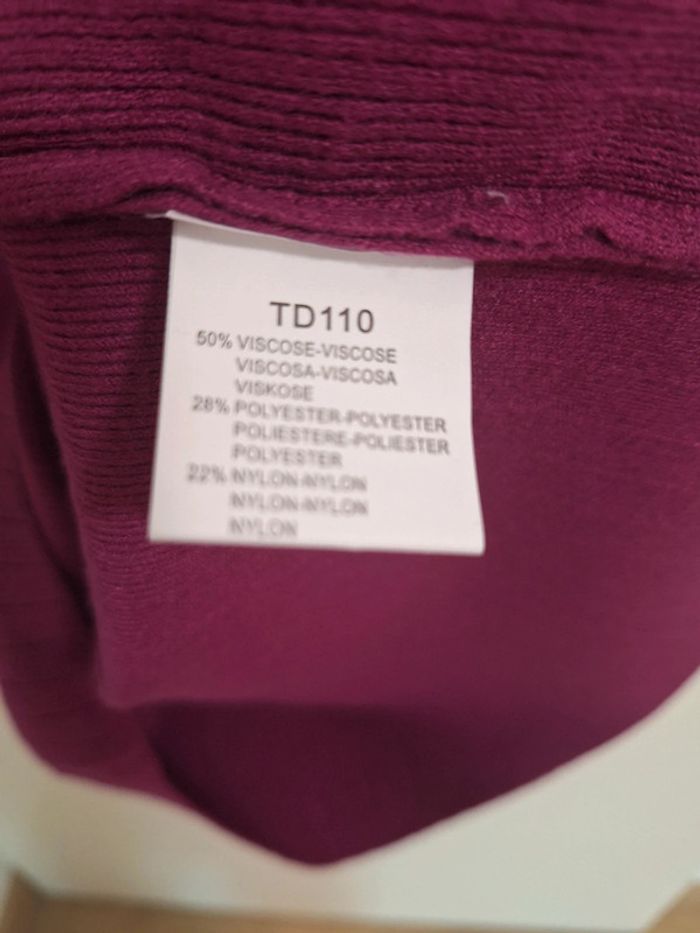 TD110
50% VISCOSE-VISCOSE
VISCOSA-VISCOSA
VISKOSE
28% POLYESTER-POLYESTER
POLIESTERE-POLIESTER
POLYESTER
22% NYLON-NYLON
NYLON-NYLON
NYLON